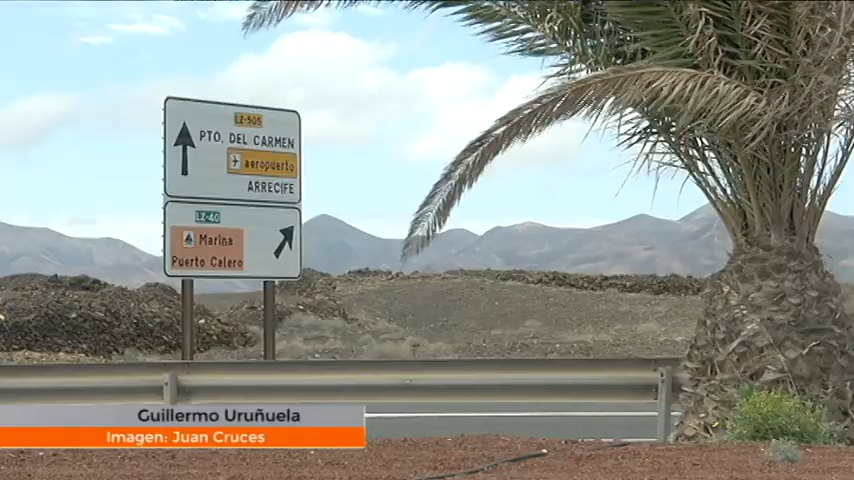 LZ-505
PTO. DEL CARMEN
aeropuerto
ARRECIFE
LZ-40
Marina
Puerto Calero
Guillermo Uruñuela
Imagen: Juan Cruces